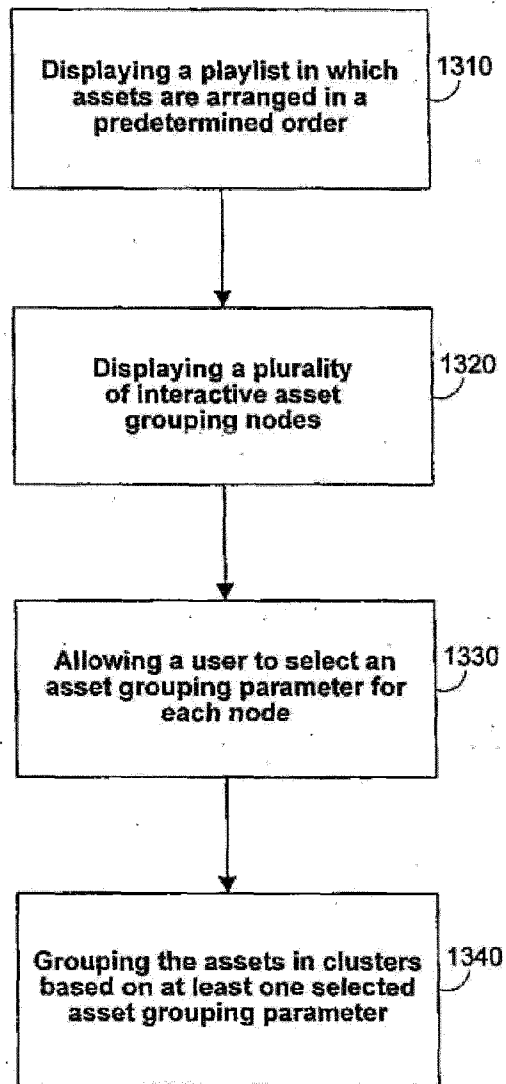 Displaying a playlist in which
assets are arranged in a
predetermined order
1310
Displaying a plurality
of interactive asset
grouping nodes
1320
Allowing a user to select an
asset grouping parameter for
each node
1330
Grouping the assets in clusters
based on at least one selected
asset grouping parameter
1340